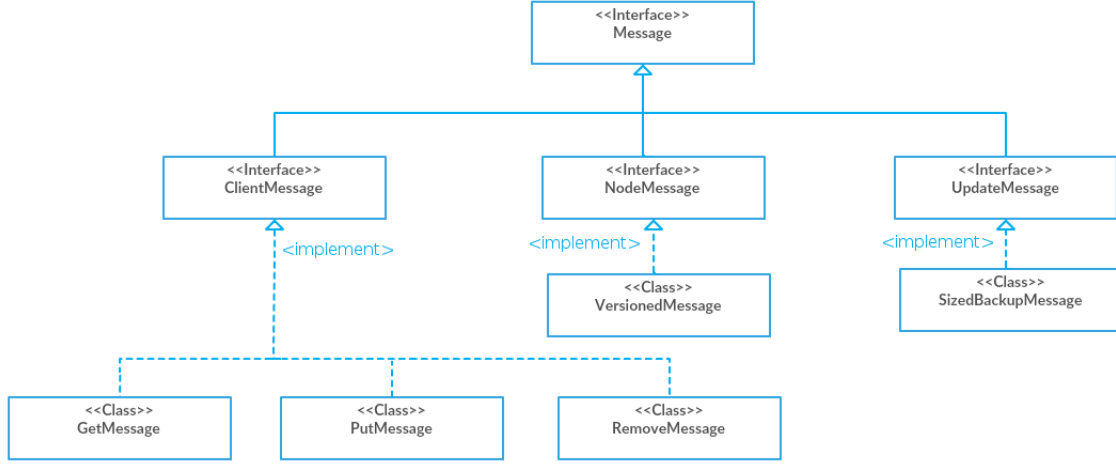 <<Interface>>
Message
<<Interface>>
ClientMessage
<<Interface>>
NodeMessage
<<Interface>>
UpdateMessage
<implement>
<implement>
<implement>
<<Class>>
VersionedMessage
<<Class>>
SizedBackupMessage
<<Class>>
GetMessage
<<Class>>
PutMessage
<<Class>>
RemoveMessage